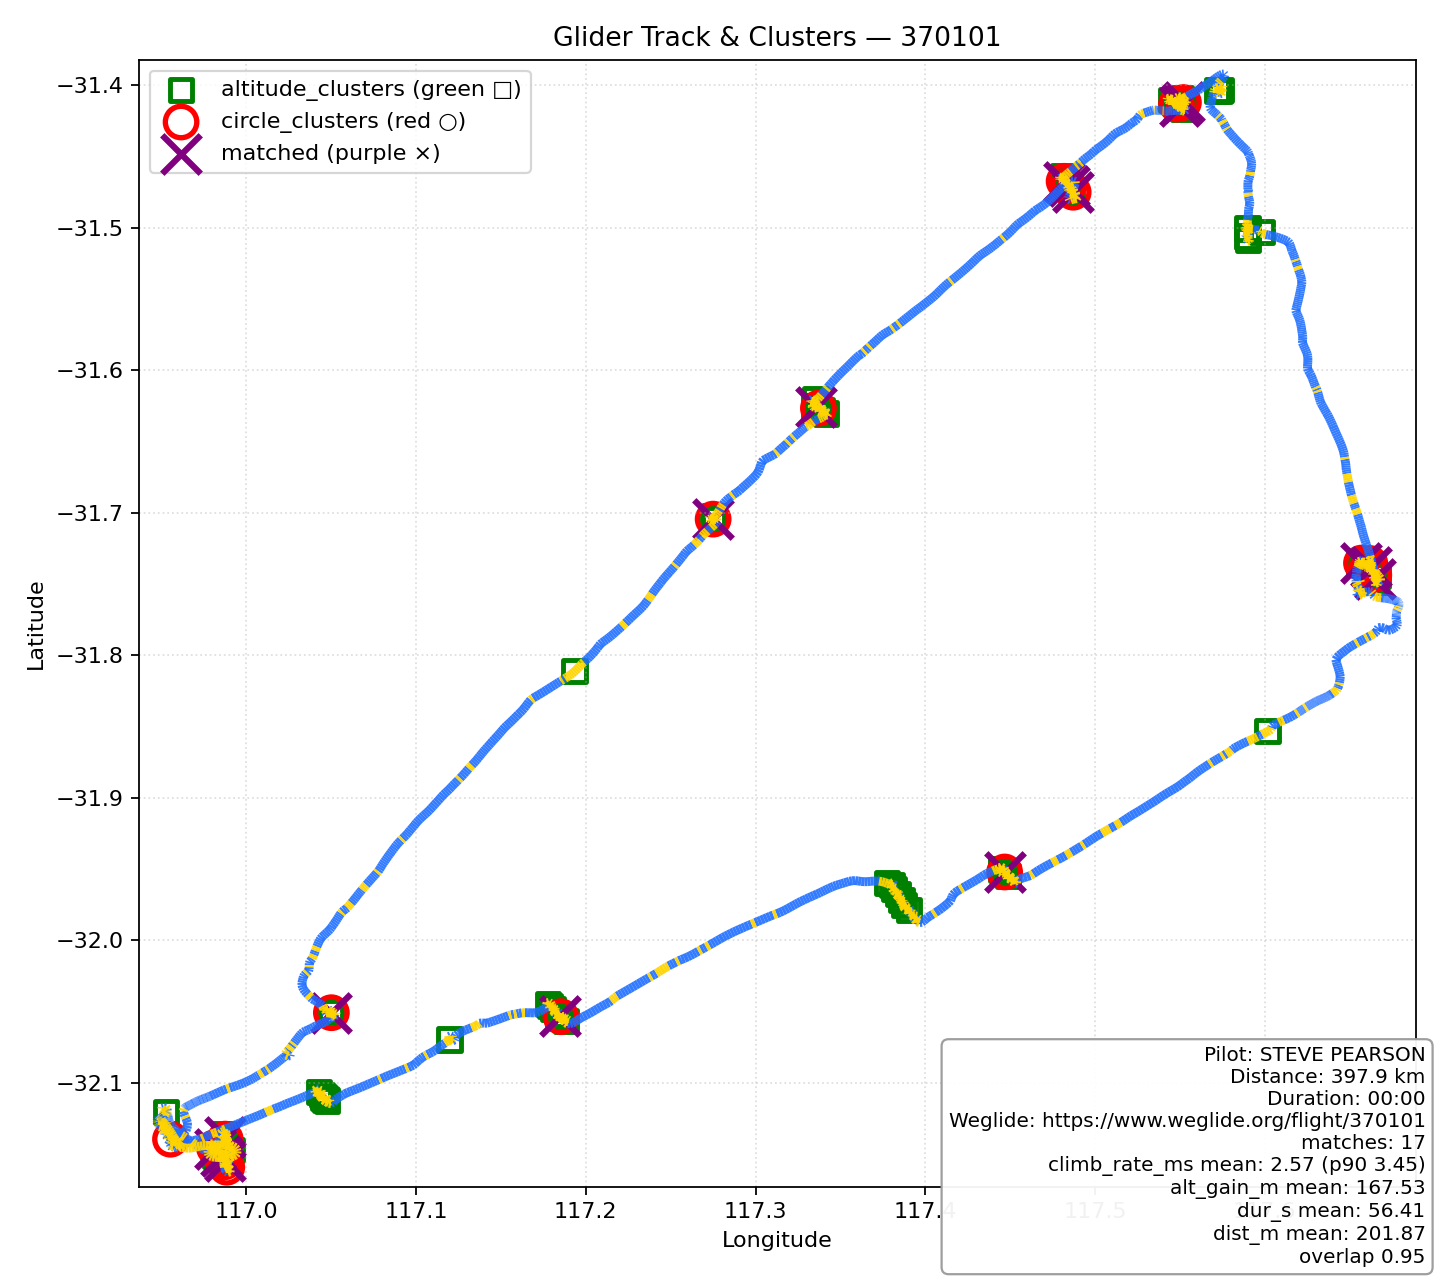 Glider Track & Clusters — 370101
altitude_clusters (green □)
circle_clusters (red ○)
matched (purple ×)
Latitude
−31.4
−31.5
−31.6
−31.7
−31.8
−31.9
−32.0
−32.1
117.0 117.1 117.2 117.3 117.4 117.5
Longitude
Pilot: STEVE PEARSON
Distance: 397.9 km
Duration: 00:00
Weglide: https://www.weglide.org/flight/370101
matches: 17
climb_rate_ms mean: 2.57 (p90 3.45)
alt_gain_m mean: 167.53
dur_s mean: 56.41
dist_m mean: 201.87
overlap 0.95